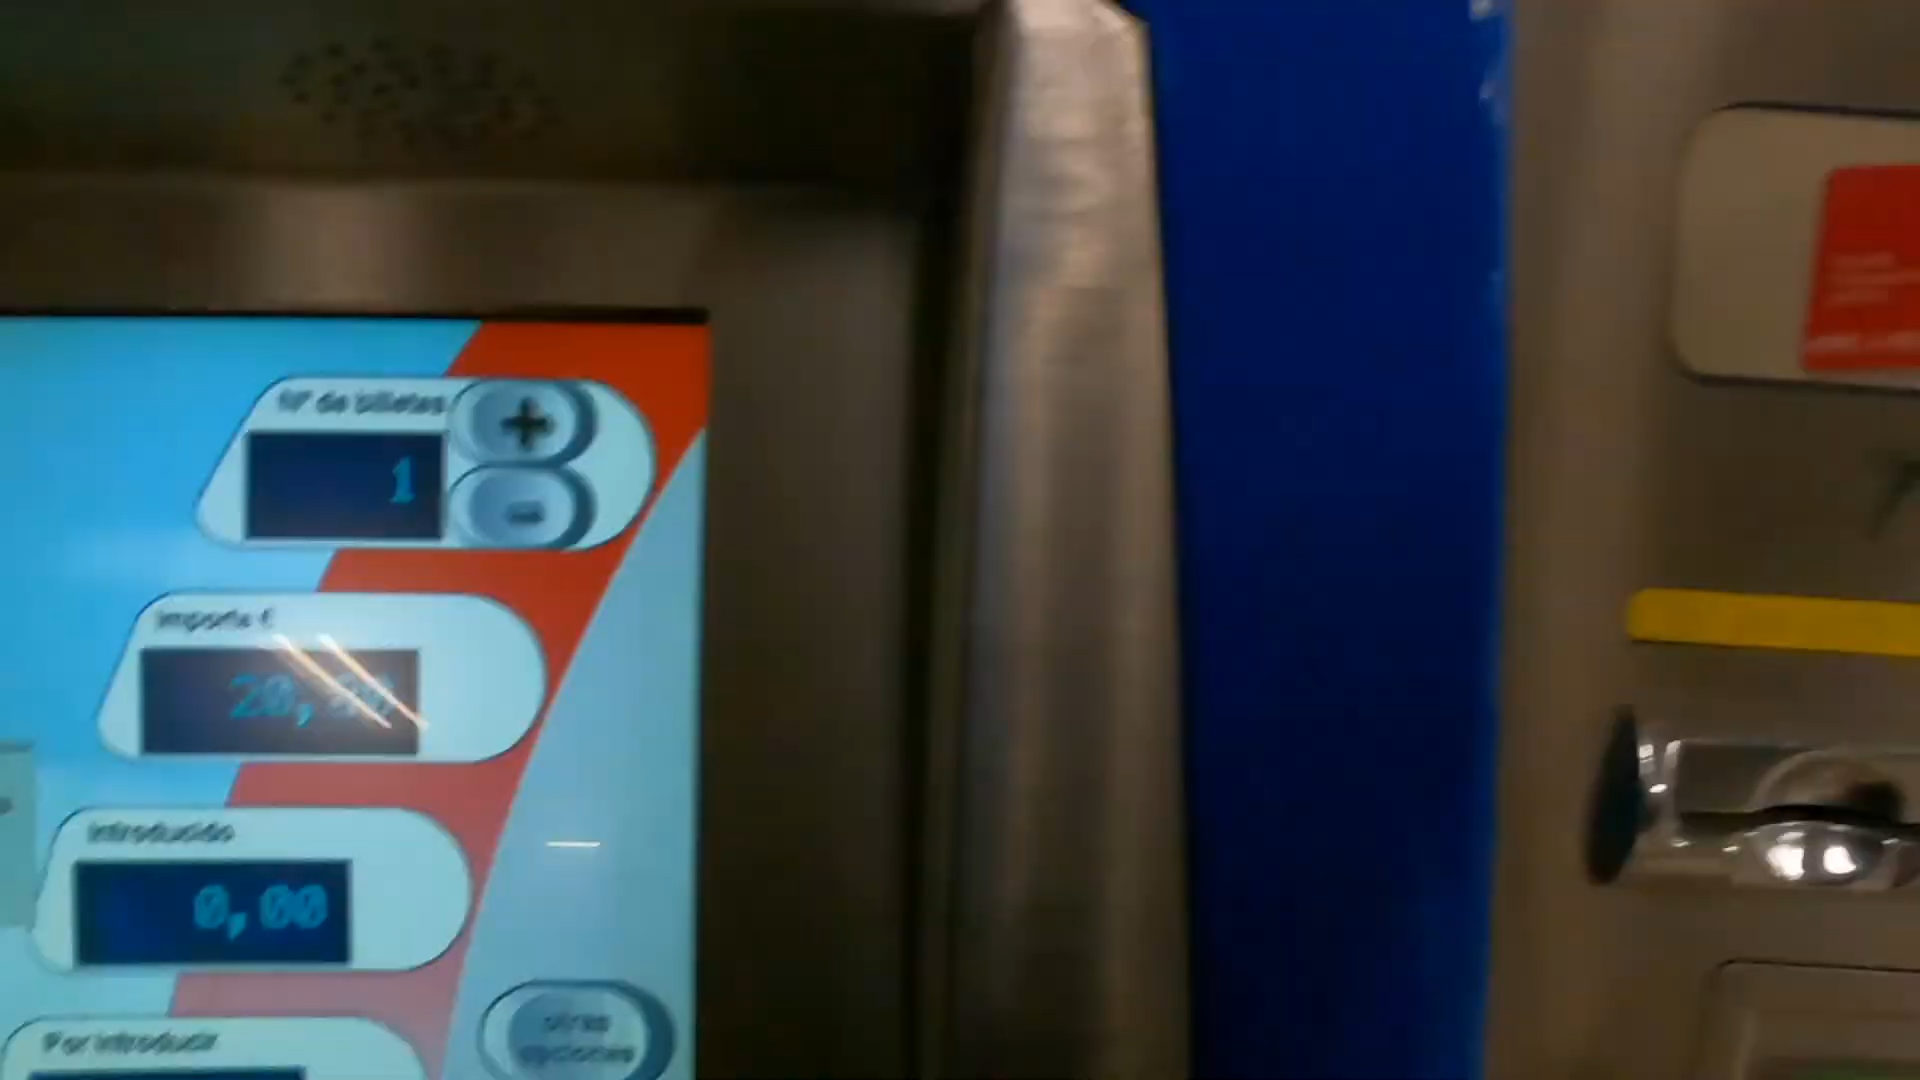 Nº de billetes
+
1
-
Importe €
Introducido
0,00
Por introducir
otras
opciones